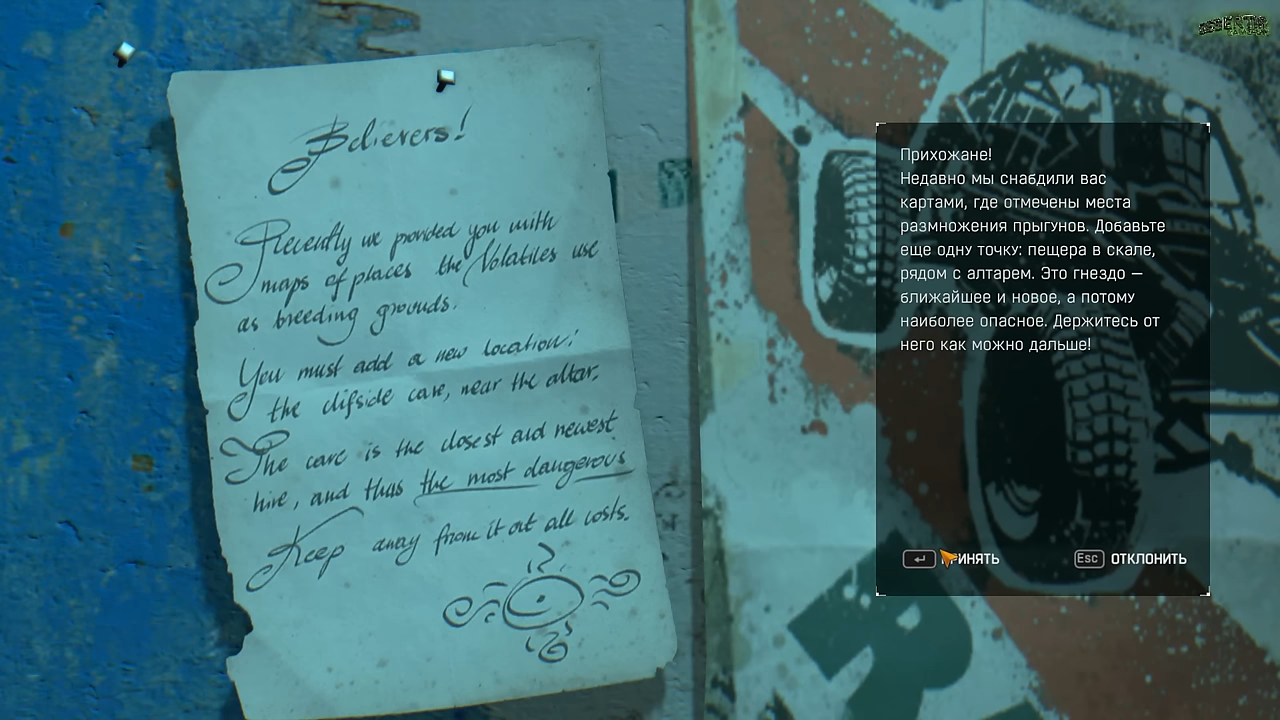 Believers!
Recently we provided you with
maps of places the Volatiles use
as breeding grounds.
You must add a new location:
the clifside cave, near the altar.
The cave is the closest and newest
hive, and thus the most dangerous
Keep away from it at all costs.
Прихожане!
Недавно мы снабдили вас
картами, где отмечены места
размножения прыгунов. Добавьте
еще одну точку: пещера в скале,
рядом с алтарем. Это гнездо —
ближайшее и новое, а потому
наиболее опасное. Держитесь от
него как можно дальше!
ПРИНЯТЬ
Esc ОТКЛОНИТЬ